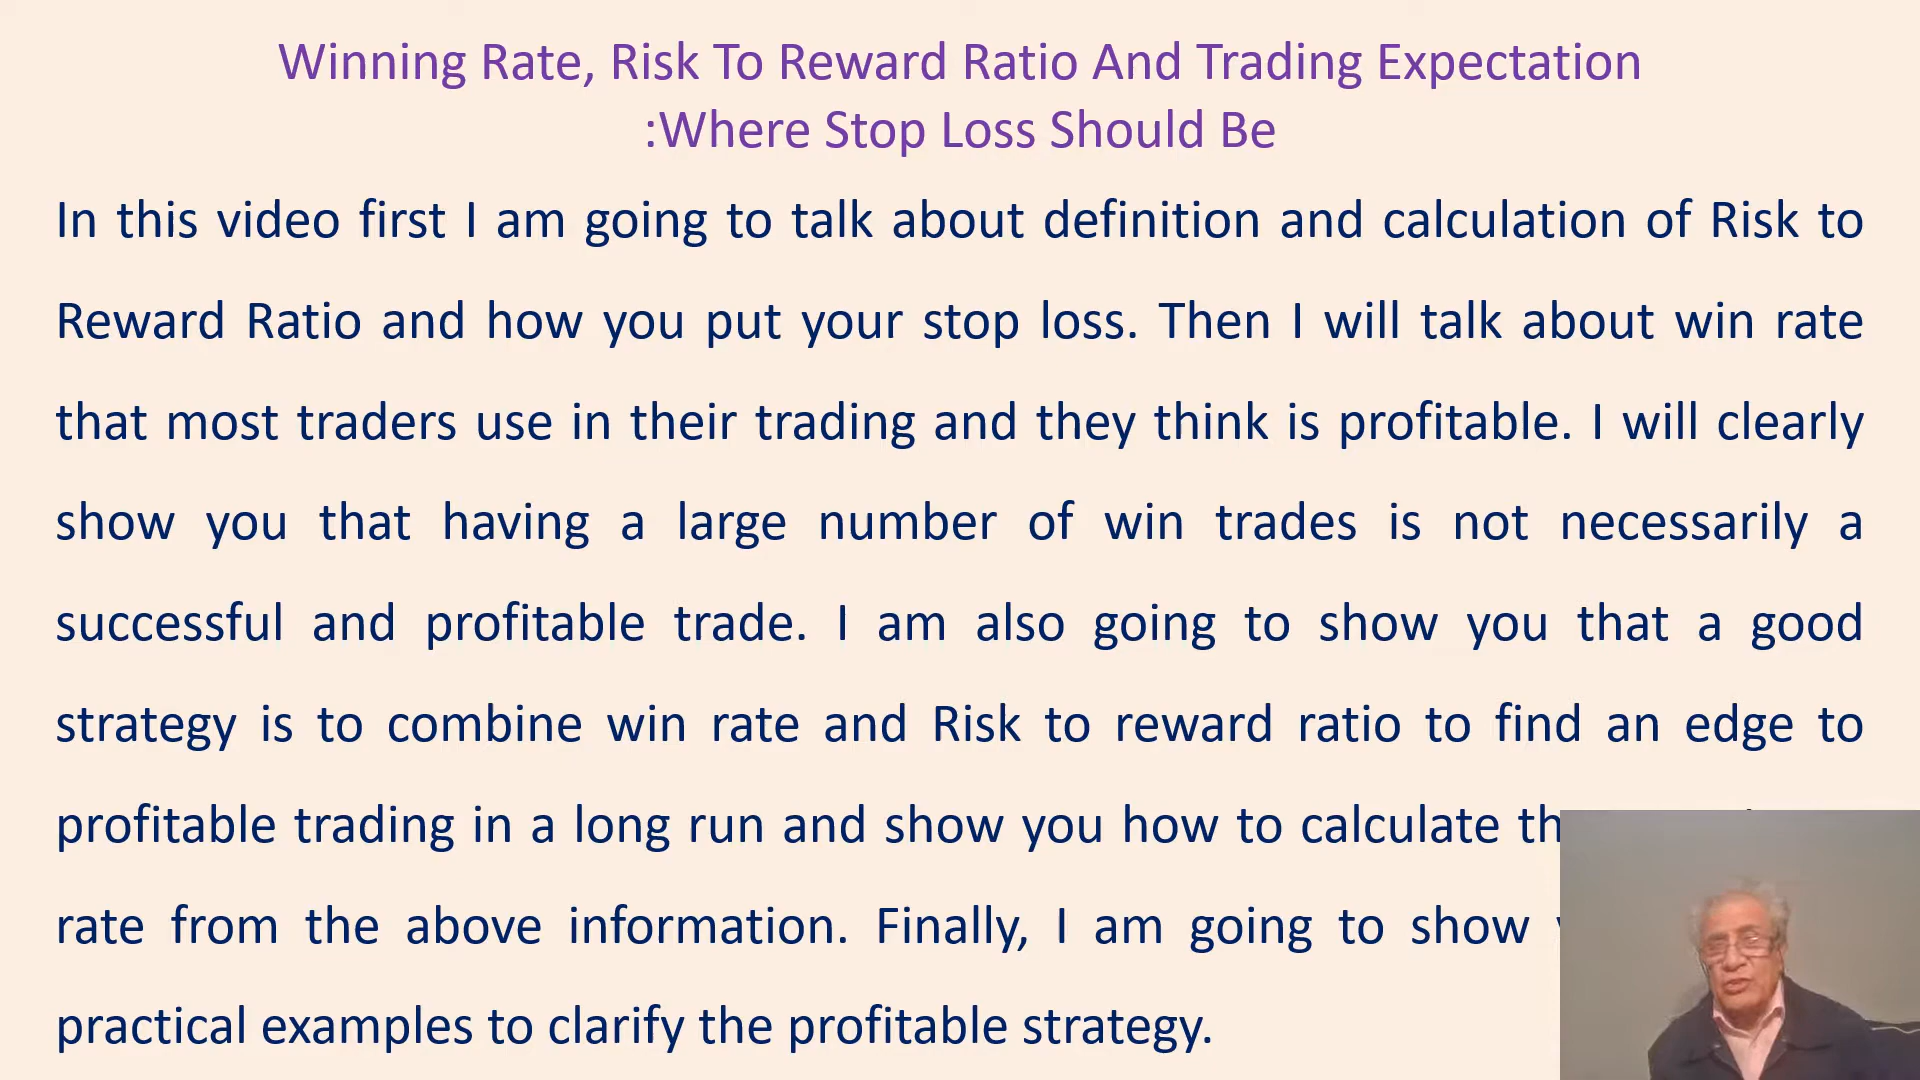 Winning Rate, Risk To Reward Ratio And Trading Expectation
:Where Stop Loss Should Be
In this video first I am going to talk about definition and calculation of Risk to
Reward Ratio and how you put your stop loss. Then I will talk about win rate
that most traders use in their trading and they think is profitable. I will clearly
show you that having a large number of win trades is not necessarily a
successful and profitable trade. I am also going to show you that a good
strategy is to combine win rate and Risk to reward ratio to find an edge to
profitable trading in a long run and show you how to calculate
rate from the above information. Finally, I am going to show
practical examples to clarify the profitable strategy.